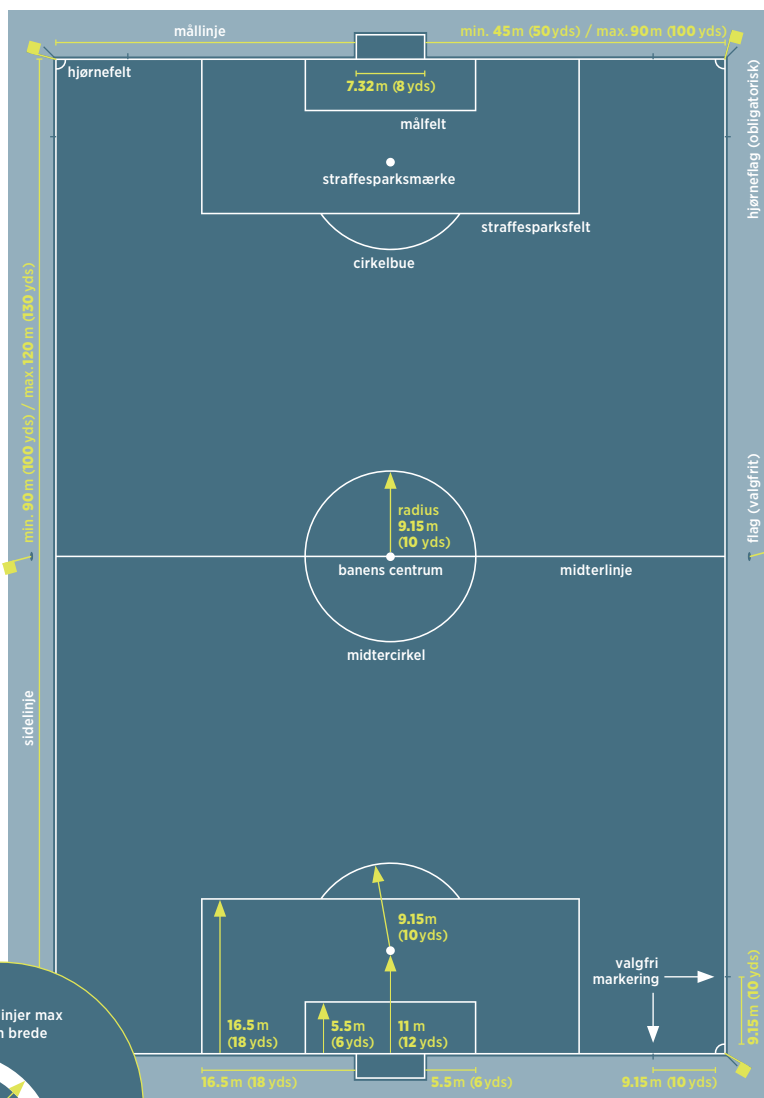 mållinje
min. 45 m (50 yds) / max. 90 m (100 yds)
hjørnefelt
7.32 m (8 yds)
målfelt
hjørneflag (obligatorisk)
straffesparksmærke
straffesparksfelt
cirkelbue
min. 90 m (100 yds) / max. 120 m (130 yds)
radius
9.15 m
(10 yds)
flag (valgfrit)
banens centrum
midterlinje
midtercirkel
sidelinje
9.15 m
(10 yds)
valgfri
markering
9.15 m (10 yds)
injer max
brede
16.5 m
(18 yds)
5.5 m
(6 yds)
11 m
(12 yds)
16.5 m (18 yds)
5.5 m (6 yds)
9.15 m (10 yds)